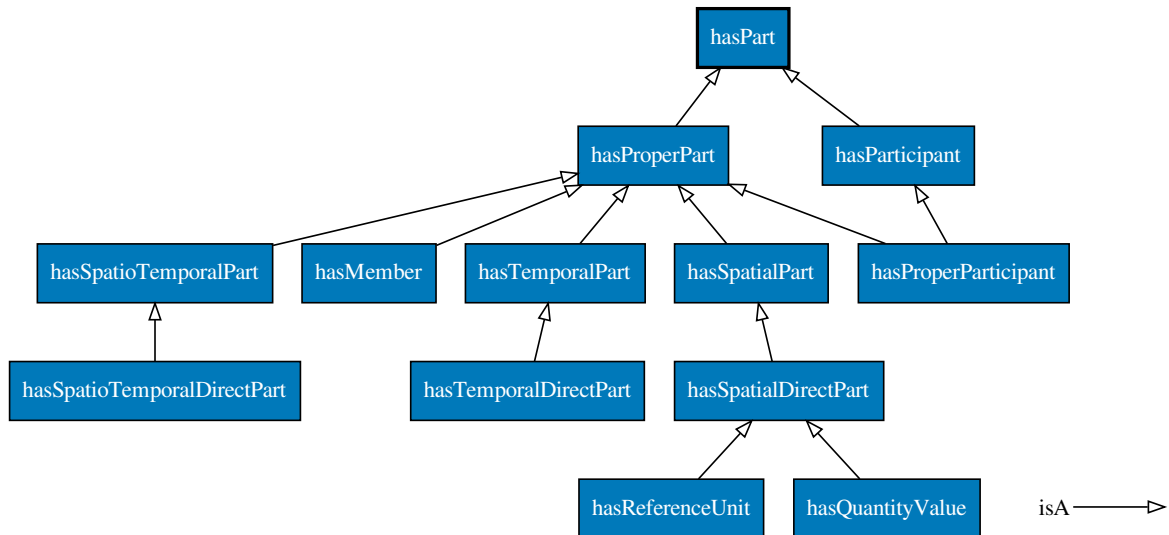 hasPart
hasProperPart
hasParticipant
hasSpatioTemporalPart
hasMember
hasTemporalPart
hasSpatialPart
hasProperParticipant
hasSpatioTemporalDirectPart
hasTemporalDirectPart
hasSpatialDirectPart
hasReferenceUnit
hasQuantityValue
isA